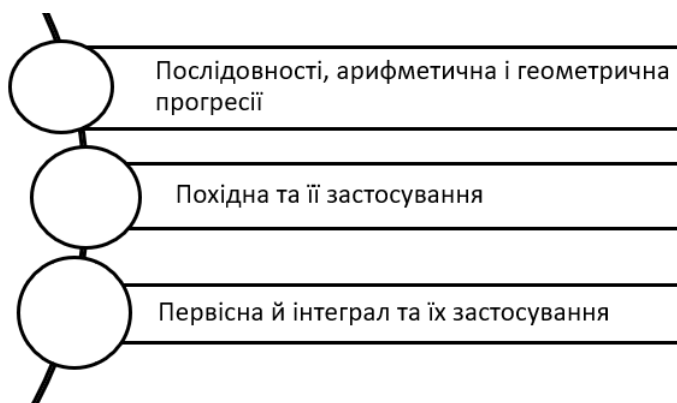 Послідовності, арифметична і геометрична
прогресії
Похідна та її застосування
Первісна й інтеграл та їх застосування